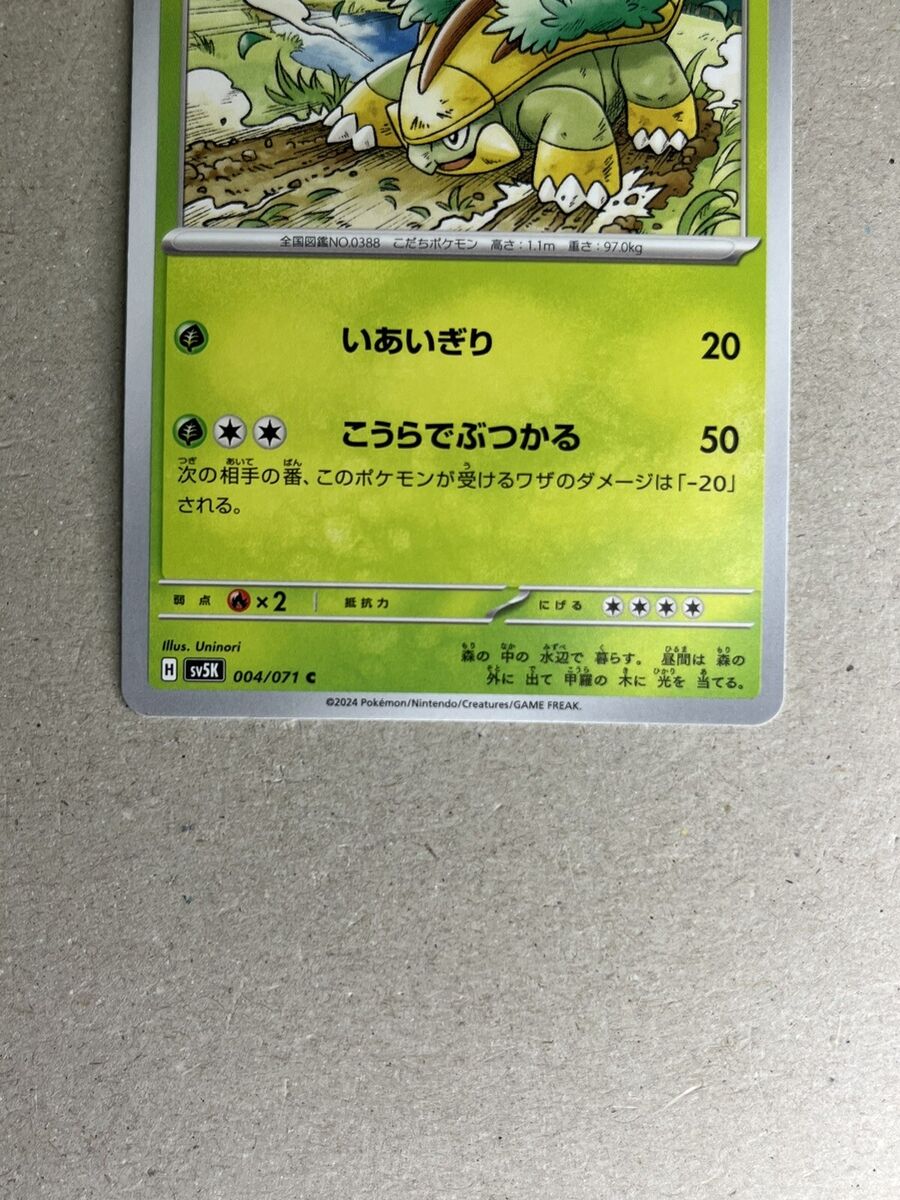 全国図鑑NO.0388 こだちポケモン 高さ：1.1m 重さ：97.0kg
いあいぎり 20
こうらでぶつかる 50
次の相手の番、このポケモンが受けるワザのダメージは「-20」
される。
弱点 ×2 抵抗力 にげる
Illus. Uninori
H sv5K 004/071 C
森の 中の 水辺で 暮らす。 昼間は 森の
外に 出て 甲羅の 木に 光を 当てる。
©2024 Pokémon/Nintendo/Creatures/GAME FREAK.